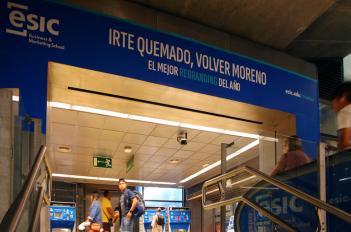 esic
Business &
Marketing School
IRTE QUEMADO, VOLVER MORENO
EL MEJOR REBRANDING DEL AÑO
esic.edu
esic